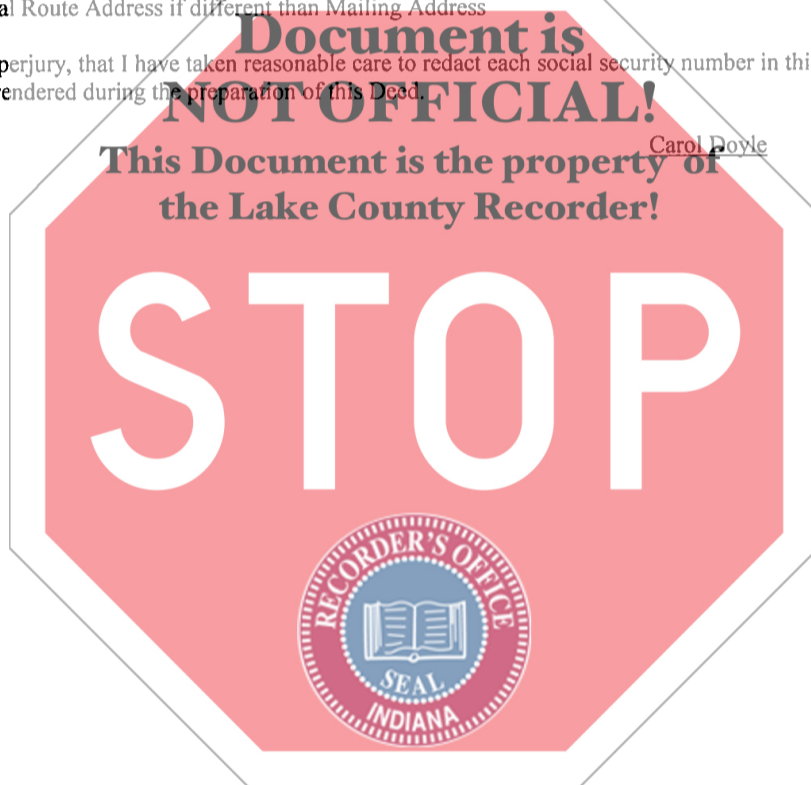 al Route Address if different than Mailing Address
Document is
perjury, that I have taken reasonable care to redact each social security number in thi
endered during the preparation of this Deed.
NOT OFFICIAL!
Carol Doyle
This Document is the property of
the Lake County Recorder!
STOP
RECORDER'S OFFICE
SEAL
INDIANA